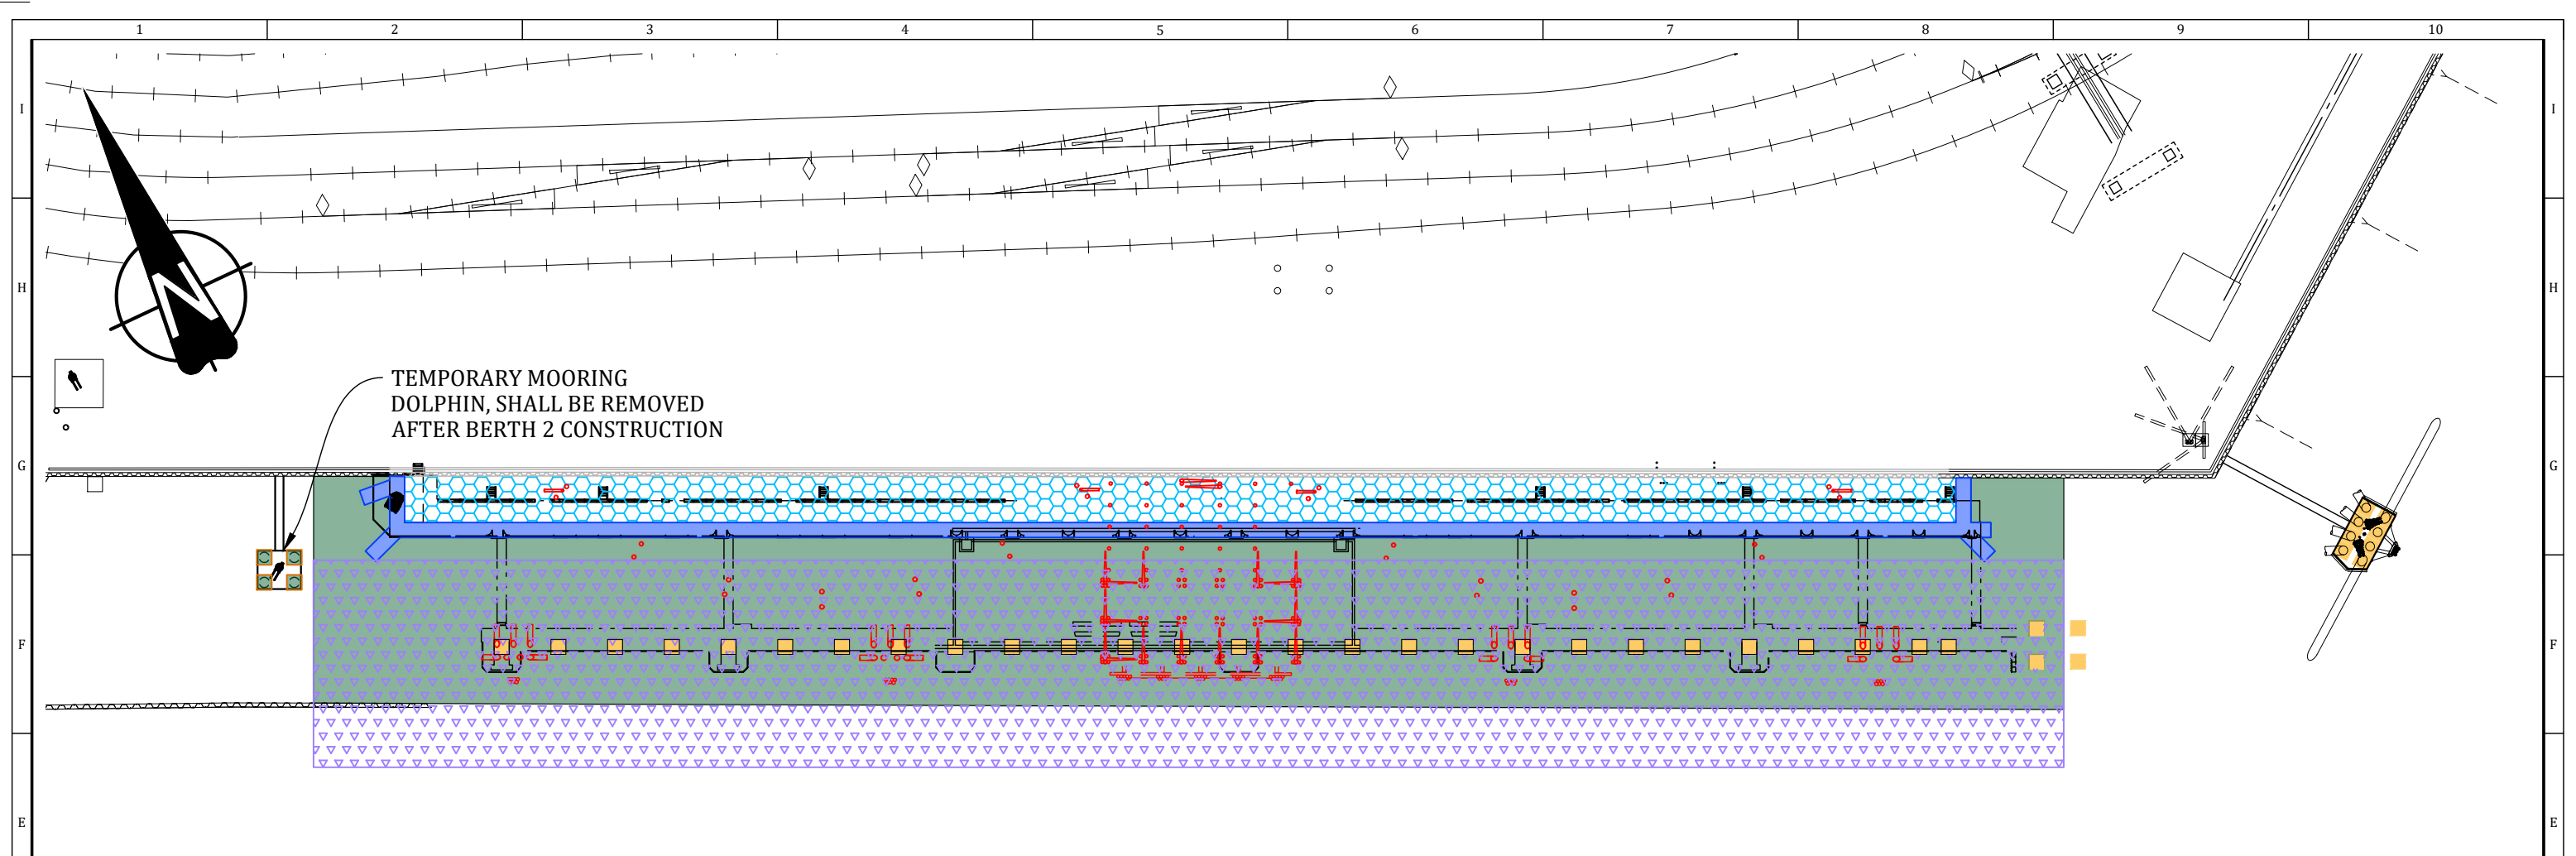 1 2 3 4 5 6 7 8 9 10
I I
N
H H
TEMPORARY MOORING
DOLPHIN, SHALL BE REMOVED
AFTER BERTH 2 CONSTRUCTION
G G
F F
E E